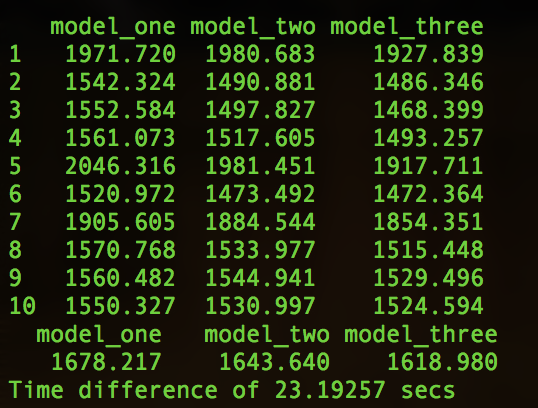 model_one model_two model_three
1 1971.720 1980.683 1927.839
2 1542.324 1490.881 1486.346
3 1552.584 1497.827 1468.399
4 1561.073 1517.605 1493.257
5 2046.316 1981.451 1917.711
6 1520.972 1473.492 1472.364
7 1905.605 1884.544 1854.351
8 1570.768 1533.977 1515.448
9 1560.482 1544.941 1529.496
10 1550.327 1530.997 1524.594
model_one model_two model_three
1678.217 1643.640 1618.980
Time difference of 23.19257 secs